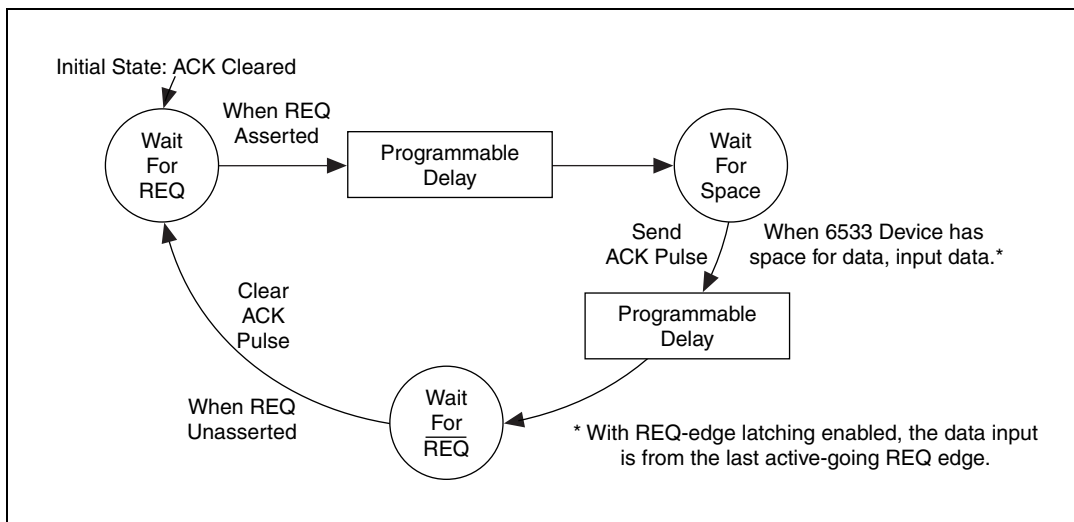 Initial State: ACK Cleared
Wait
For
REQ
When REQ
Asserted
Programmable
Delay
Wait
For
Space
Send
ACK Pulse
When 6533 Device has
space for data, input data.*
Programmable
Delay
Clear
ACK
Pulse
When REQ
Unasserted
Wait
For
R̅E̅Q̅
* With REQ-edge latching enabled, the data input
is from the last active-going REQ edge.